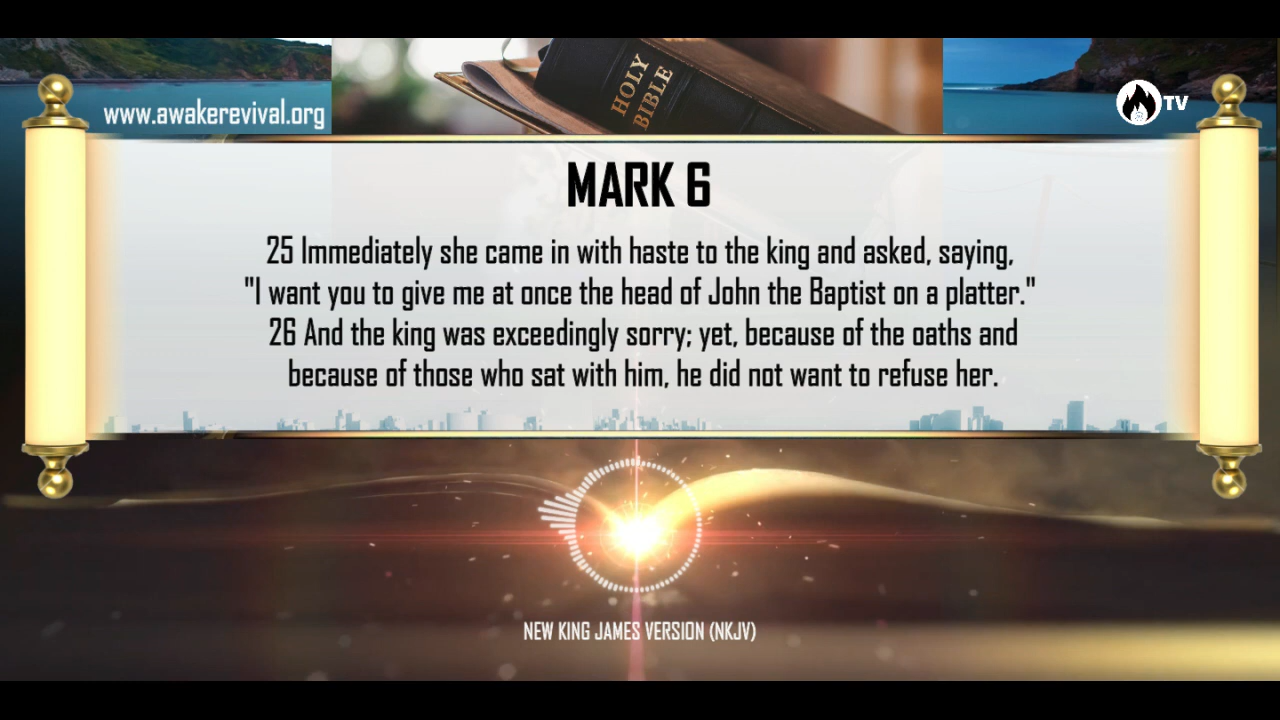 www.awakerevival.org
HOLY
BIBLE
TV
MARK 6
25 Immediately she came in with haste to the king and asked, saying,
"I want you to give me at once the head of John the Baptist on a platter."
26 And the king was exceedingly sorry; yet, because of the oaths and
because of those who sat with him, he did not want to refuse her.
NEW KING JAMES VERSION (NKJV)